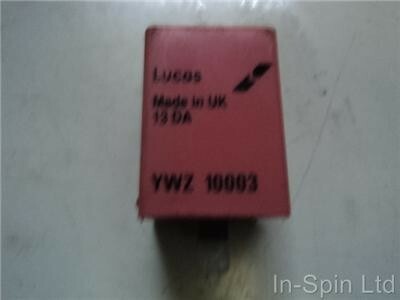 Lucas
Made in UK
13 DA
YWZ 10003
In-Spin Ltd